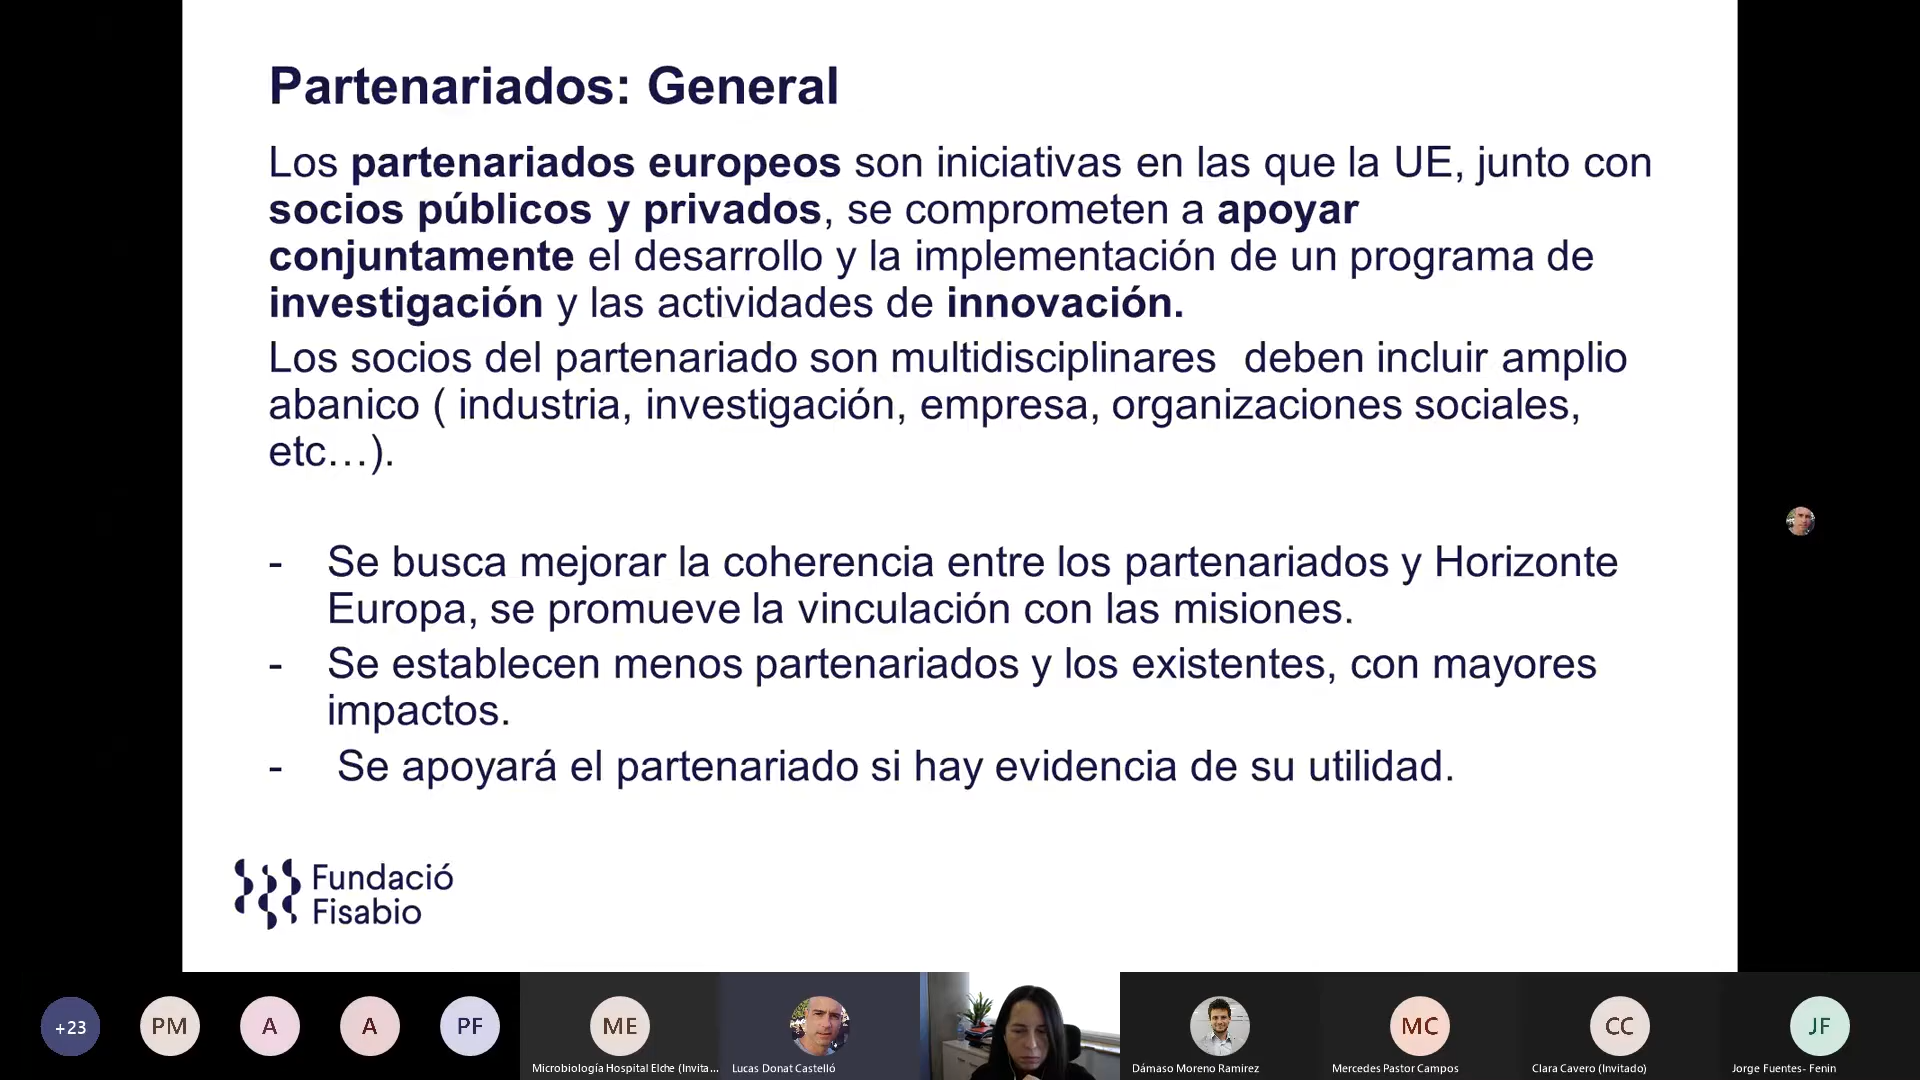 Partenariados: General
Los partenariados europeos son iniciativas en las que la UE, junto con
socios públicos y privados, se comprometen a apoyar
conjuntamente el desarrollo y la implementación de un programa de
investigación y las actividades de innovación.
Los socios del partenariado son multidisciplinares deben incluir amplio
abanico ( industria, investigación, empresa, organizaciones sociales,
etc…).
- Se busca mejorar la coherencia entre los partenariados y Horizonte
Europa, se promueve la vinculación con las misiones.
- Se establecen menos partenariados y los existentes, con mayores
impactos.
- Se apoyará el partenariado si hay evidencia de su utilidad.
Fundació
Fisabio
+23
PM
A
A
PF
ME
MC
CC
JF
Microbiología Hospital Elche (Invita...
Lucas Donat Castelló
Dámaso Moreno Ramirez
Mercedes Pastor Campos
Clara Cavero (Invitado)
Jorge Fuentes- Fenin